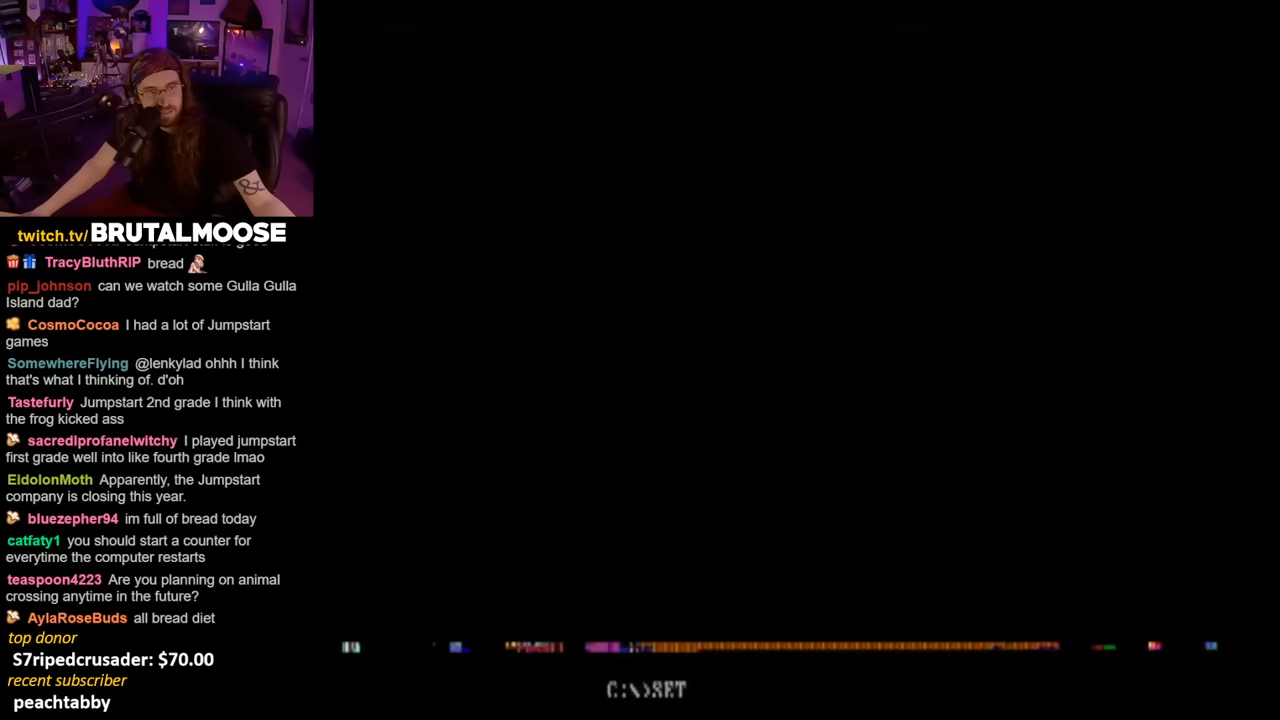 twitch.tv/BRUTALMOOSE
TracyBluthRIP bread
pip_johnson can we watch some Gulla Gulla
Island dad?
CosmoCocoa I had a lot of Jumpstart
games
SomewhereFlying @lenkylad ohhh I think
that's what I thinking of. d'oh
Tastefurly Jumpstart 2nd grade I think with
the frog kicked ass
sacredlprofanelwitchy I played jumpstart
first grade well into like fourth grade lmao
EidolonMoth Apparently, the Jumpstart
company is closing this year.
bluezepher94 im full of bread today
catfaty1 you should start a counter for
everytime the computer restarts
teaspoon4223 Are you planning on animal
crossing anytime in the future?
AylaRoseBuds all bread diet
top donor
S7ripedcrusader: $70.00
recent subscriber
peachtabby
C:\>SET
&